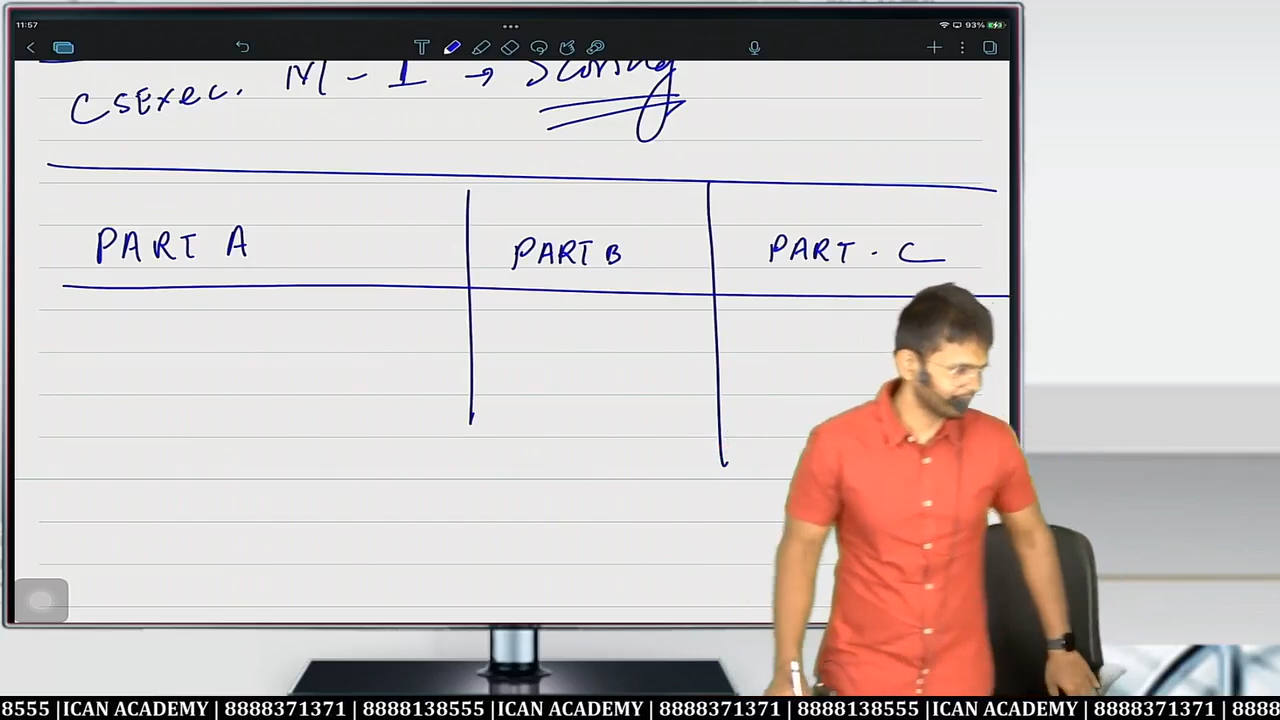 11:57
93%
T
CSExec. M - I → Scoring
PART A
PART B
PART - C
8555 |ICAN ACADEMY | 8888371371 | 8888138555 |ICAN ACADEMY | 8888371371 | 8888138555 |ICAN ACADEMY | 8888